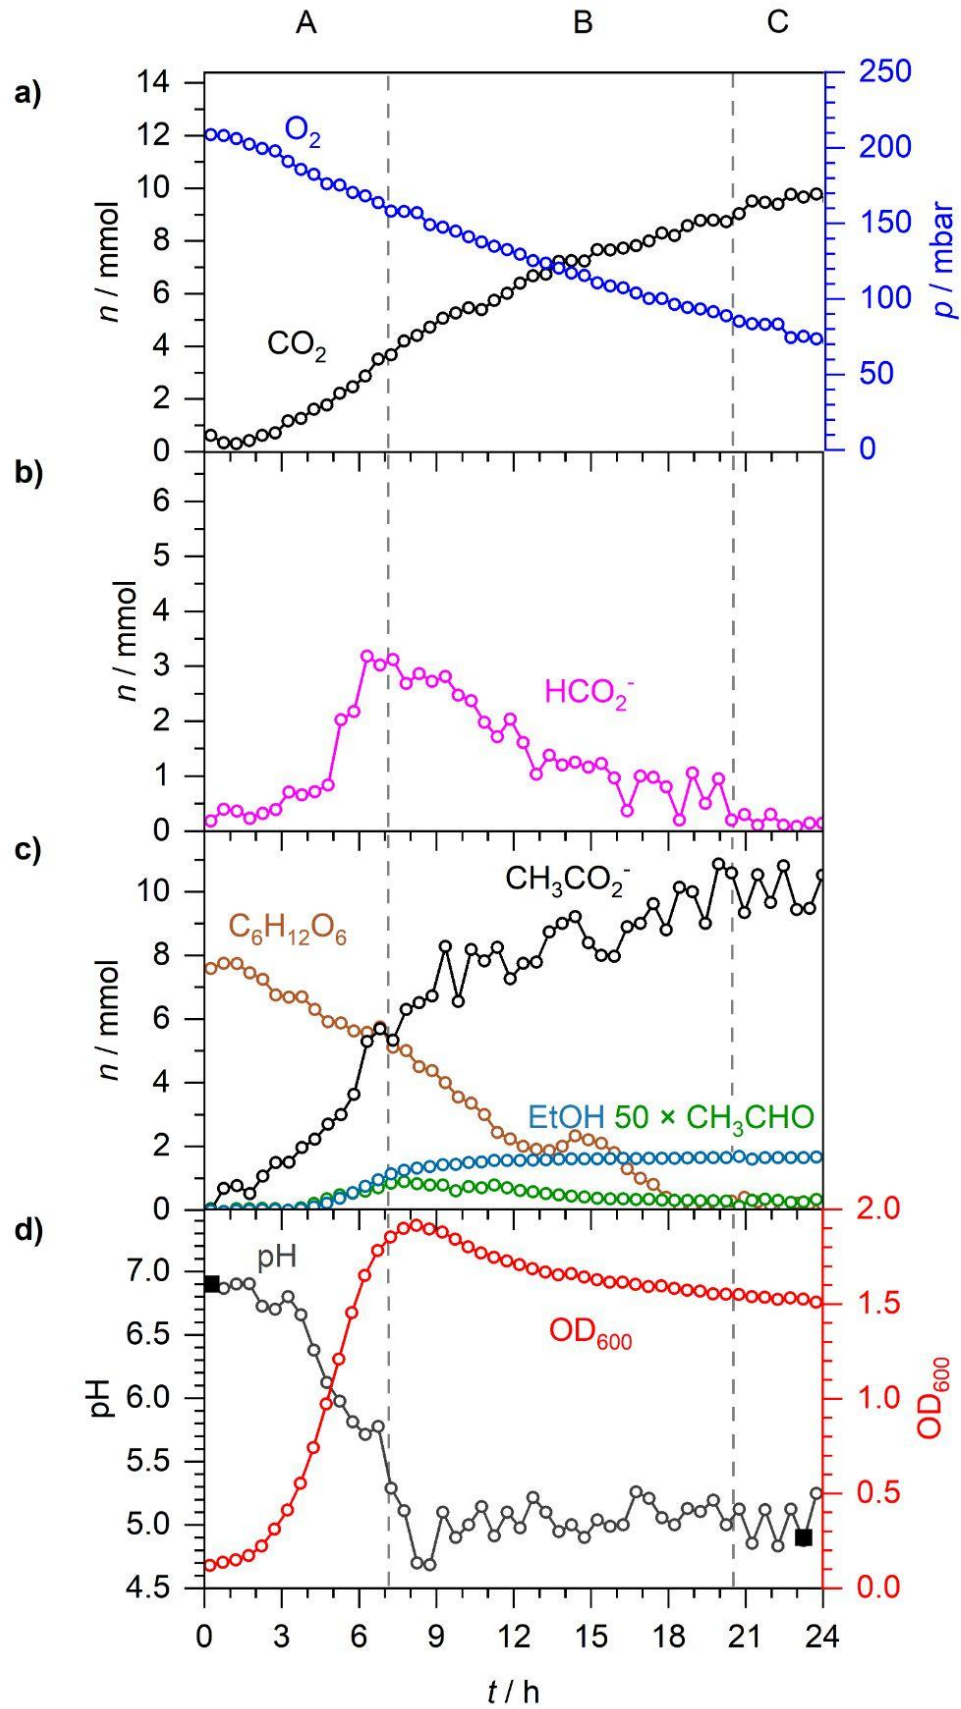 A B C
a)
14
12
10
8
6
4
2
0
n / mmol
O2
CO2
250
200
150
100
50
0
p / mbar
b)
6
5
4
3
2
1
0
n / mmol
HCO2-
c)
10
8
6
4
2
0
n / mmol
CH3CO2-
C6H12O6
EtOH 50 × CH3CHO
d)
7.0
6.5
6.0
5.5
5.0
4.5
pH
pH
OD600
2.0
1.5
1.0
0.5
0.0
OD600
0 3 6 9 12 15 18 21 24
t / h